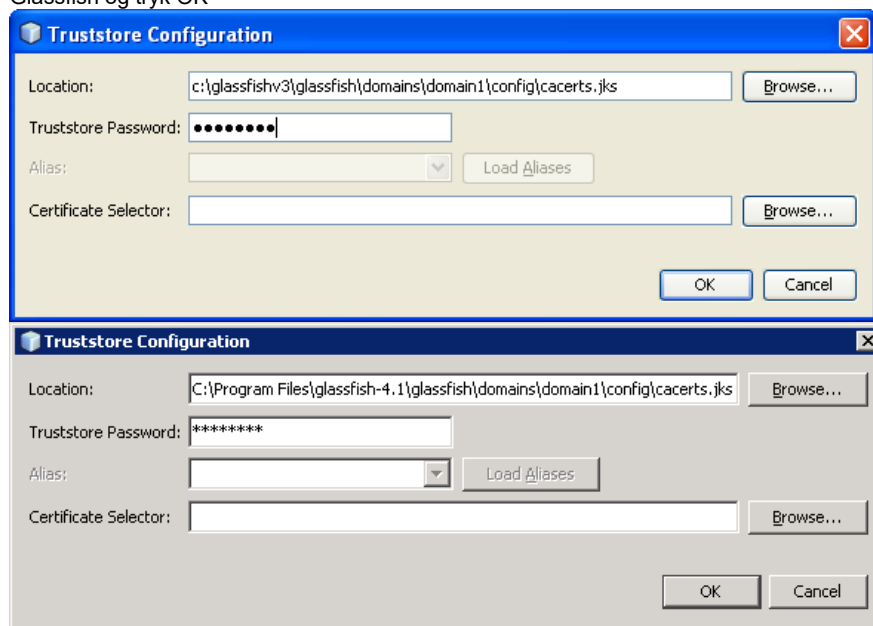 Glassfish og tryk OK
Truststore Configuration
Location: c:\glassfishv3\glassfish\domains\domain1\config\cacerts.jks Browse...
Truststore Password: ●●●●●●●●
Alias: Load Aliases
Certificate Selector: Browse...
OK Cancel
Truststore Configuration
Location: C:\Program Files\glassfish-4.1\glassfish\domains\domain1\config\cacerts.jks Browse...
Truststore Password: ********
Alias: Load Aliases
Certificate Selector: Browse...
OK Cancel